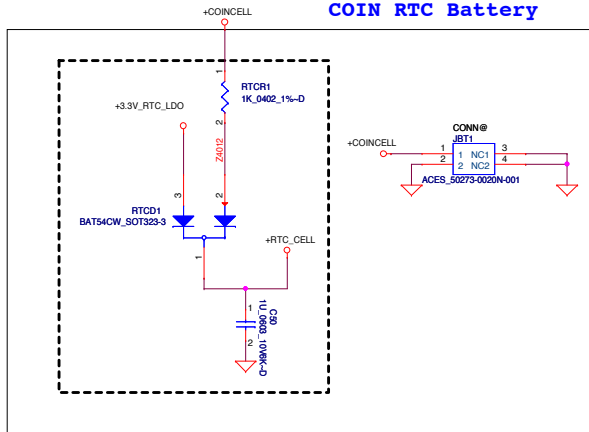 COIN RTC Battery
+COINCELL
1
RTCR1
1K_0402_1%~D
2
+3.3V_RTC_LDO
Z4012
3
2
RTCD1
BAT54CW_SOT323-3
1
+RTC_CELL
1
C50
1U_0603_10V6K~D
2
CONN@
JBT1
+COINCELL
1 1 NC1 3
2 2 NC2 4
ACES_50273-0020N-001